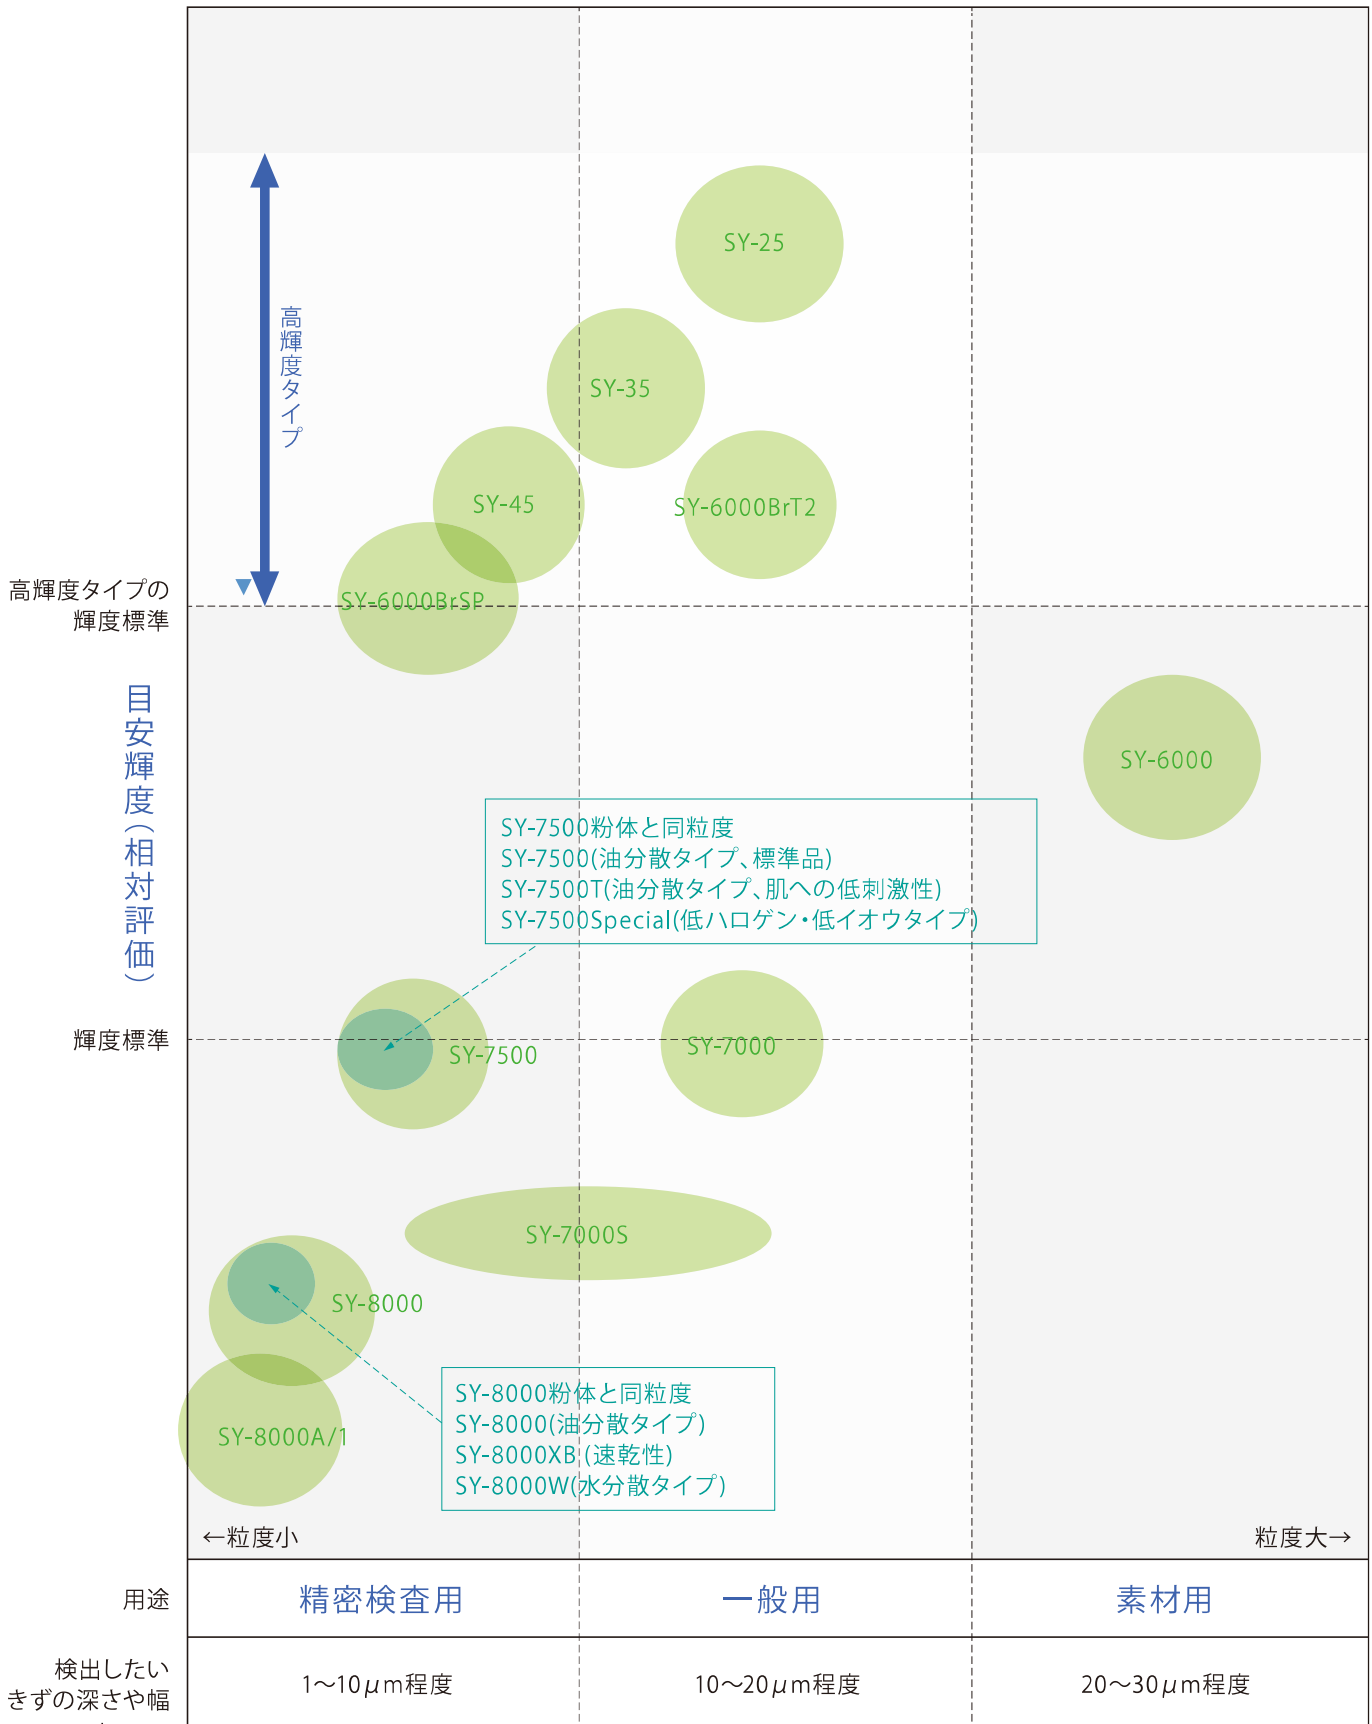 SY-25
高輝度タイプ
SY-35
SY-45
SY-6000BrT2
高輝度タイプの
輝度標準
SY-6000BrSP
目安輝度(相対評価)
SY-6000
SY-7500粉体と同粒度
SY-7500(油分散タイプ、標準品)
SY-7500T(油分散タイプ、肌への低刺激性)
SY-7500Special(低ハロゲン・低イオウタイプ)
輝度標準
SY-7500
SY-7000
SY-7000S
SY-8000
SY-8000粉体と同粒度
SY-8000(油分散タイプ)
SY-8000XB(速乾性)
SY-8000W(水分散タイプ)
SY-8000A/1
←粒度小
粒度大→
用途
精密検査用
一般用
素材用
検出したい
きずの深さや幅
1〜10μm程度
10〜20μm程度
20〜30μm程度